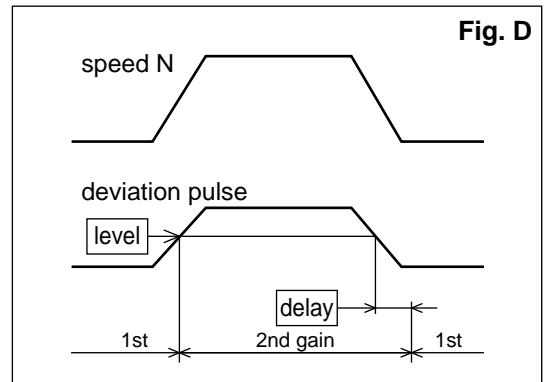 Fig. D
speed N
deviation pulse
level
delay
1st 2nd gain 1st